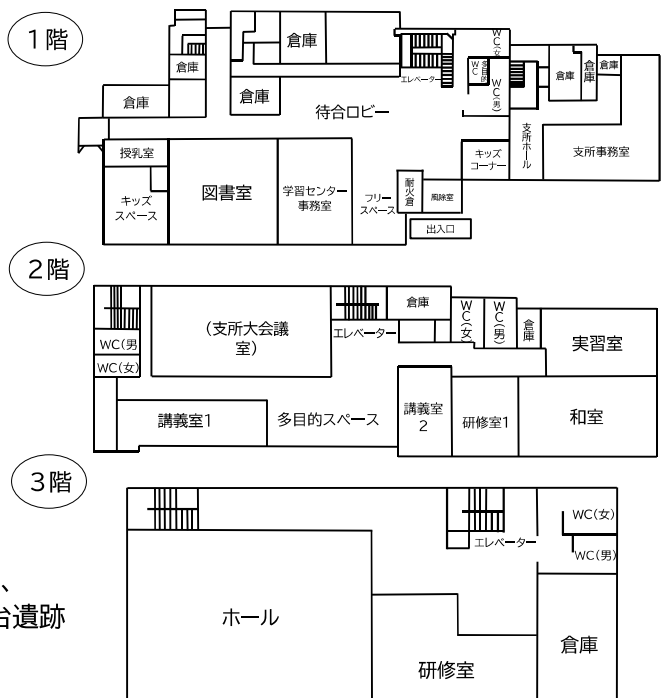 1階
倉庫
倉庫
倉庫
倉庫
エレベーター
WC(女
多目的
WC
WC(男)
倉庫
倉庫
倉庫
待合ロビー
授乳室
キッズ
スペース
図書室
学習センター
事務室
フリー
スペース
耐火倉
風除室
出入口
キッズ
コーナー
支所ホール
支所事務室
2階
WC(男
WC(女)
(支所大会議
室)
エレベーター
倉庫
WC(女)
WC(男)
倉庫
実習室
講義室1
多目的スペース
講義室
2
研修室1
和室
3階
エレベーター
WC(女)
WC(男)
ホール
研修室
倉庫
、
台遺跡